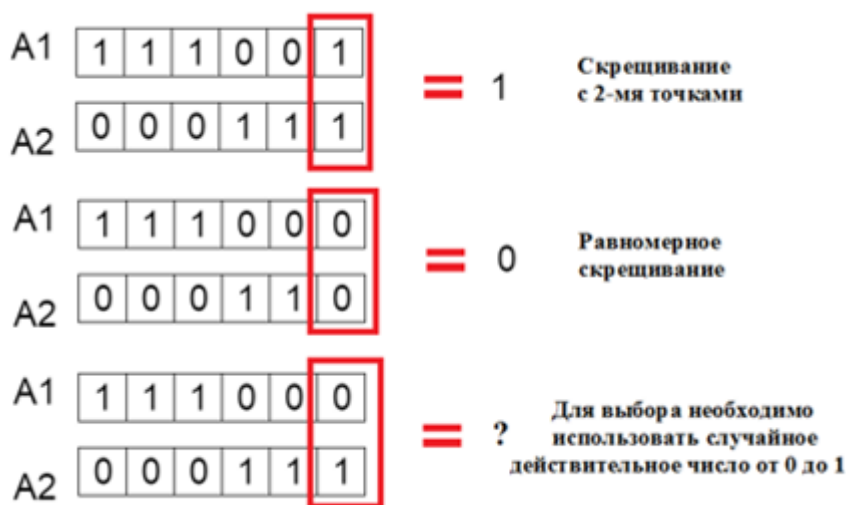 A1 1 1 1 0 0 1
A2 0 0 0 1 1 1
= 1
Скрещивание
с 2-мя точками
A1 1 1 1 0 0 0
A2 0 0 0 1 1 0
= 0
Равномерное
скрещивание
A1 1 1 1 0 0 0
A2 0 0 0 1 1 1
= ?
Для выбора необходимо
использовать случайное
действительное число от 0 до 1